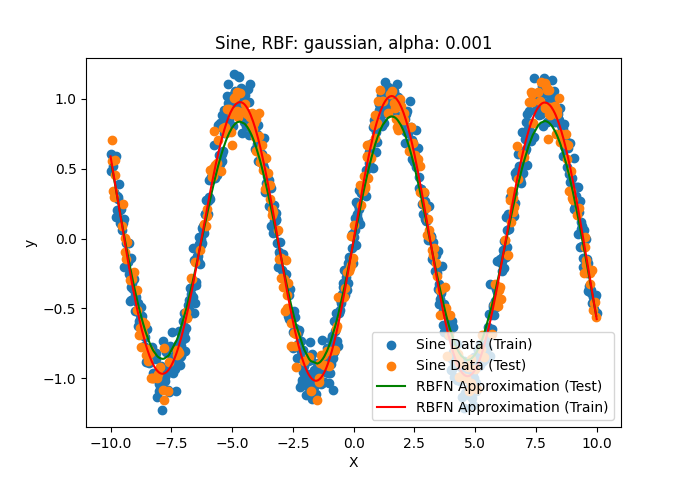 Sine, RBF: gaussian, alpha: 0.001
1.0
0.5
0.0
−0.5
−1.0
y
Sine Data (Train)
Sine Data (Test)
RBFN Approximation (Test)
RBFN Approximation (Train)
−10.0 −7.5 −5.0 −2.5 0.0 2.5 5.0 7.5 10.0
X